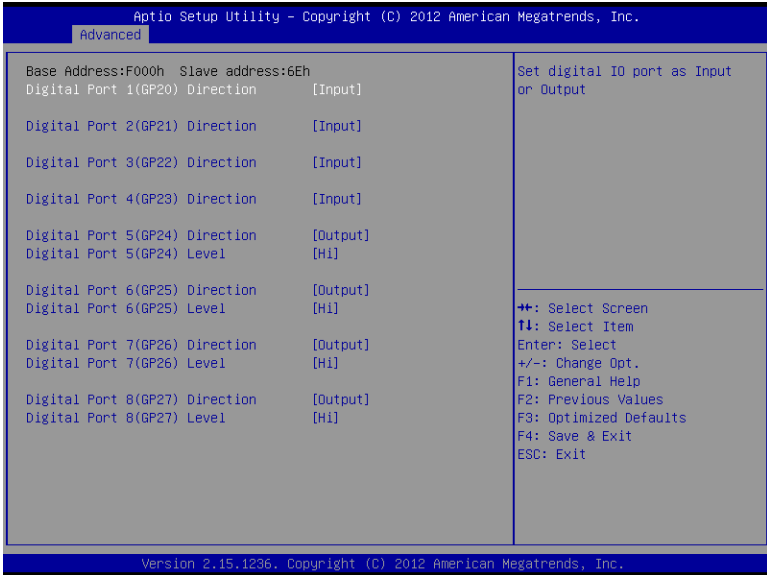 Aptio Setup Utility – Copyright (C) 2012 American Megatrends, Inc.
Advanced
Base Address:F000h  Slave address:6Eh
Digital Port 1(GP20) Direction [Input]
Digital Port 2(GP21) Direction [Input]
Digital Port 3(GP22) Direction [Input]
Digital Port 4(GP23) Direction [Input]
Digital Port 5(GP24) Direction [Output]
Digital Port 5(GP24) Level [Hi]
Digital Port 6(GP25) Direction [Output]
Digital Port 6(GP25) Level [Hi]
Digital Port 7(GP26) Direction [Output]
Digital Port 7(GP26) Level [Hi]
Digital Port 8(GP27) Direction [Output]
Digital Port 8(GP27) Level [Hi]
Set digital IO port as Input
or Output
→←: Select Screen
↑↓: Select Item
Enter: Select
+/-: Change Opt.
F1: General Help
F2: Previous Values
F3: Optimized Defaults
F4: Save & Exit
ESC: Exit
Version 2.15.1236. Copyright (C) 2012 American Megatrends, Inc.